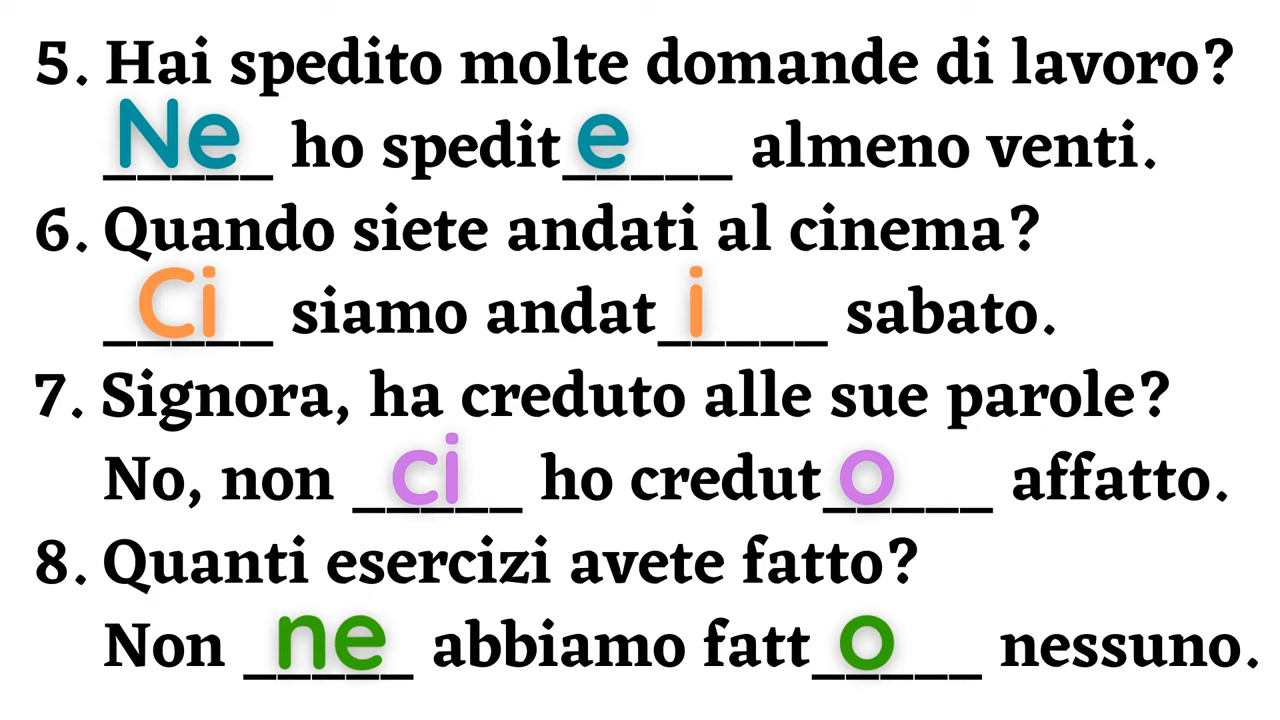 5. Hai spedito molte domande di lavoro?
Ne ho spedite almeno venti.
6. Quando siete andati al cinema?
Ci siamo andati sabato.
7. Signora, ha creduto alle sue parole?
No, non ci ho creduto affatto.
8. Quanti esercizi avete fatto?
Non ne abbiamo fatto nessuno.